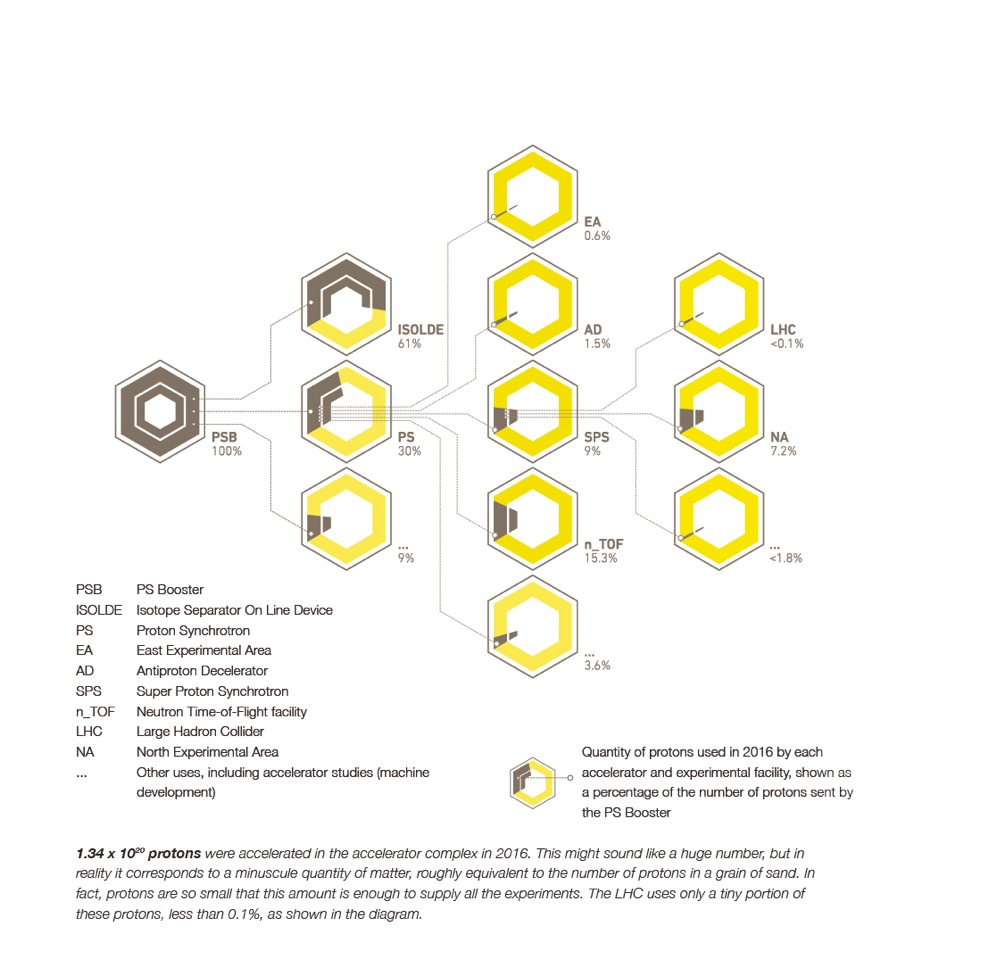 EA
0.6%
ISOLDE
61%
AD
1.5%
LHC
<0.1%
PSB
100%
PS
30%
SPS
9%
NA
7.2%
...
9%
n_TOF
15.3%
...
<1.8%
...
3.6%
PSB PS Booster
ISOLDE Isotope Separator On Line Device
PS Proton Synchrotron
EA East Experimental Area
AD Antiproton Decelerator
SPS Super Proton Synchrotron
n_TOF Neutron Time-of-Flight facility
LHC Large Hadron Collider
NA North Experimental Area
... Other uses, including accelerator studies (machine
development)
Quantity of protons used in 2016 by each
accelerator and experimental facility, shown as
a percentage of the number of protons sent by
the PS Booster
1.34 x 10²⁰ protons were accelerated in the accelerator complex in 2016. This might sound like a huge number, but in
reality it corresponds to a minuscule quantity of matter, roughly equivalent to the number of protons in a grain of sand. In
fact, protons are so small that this amount is enough to supply all the experiments. The LHC uses only a tiny portion of
these protons, less than 0.1%, as shown in the diagram.